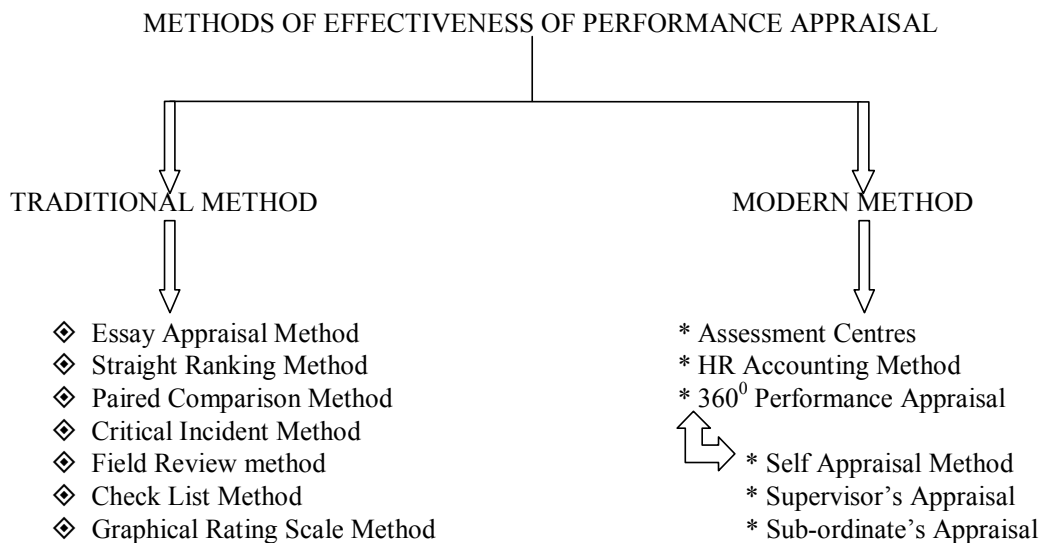 METHODS OF EFFECTIVENESS OF PERFORMANCE APPRAISAL
TRADITIONAL METHOD
❖ Essay Appraisal Method
❖ Straight Ranking Method
❖ Paired Comparison Method
❖ Critical Incident Method
❖ Field Review method
❖ Check List Method
❖ Graphical Rating Scale Method
MODERN METHOD
* Assessment Centres
* HR Accounting Method
* 360⁰ Performance Appraisal
* Self Appraisal Method
* Supervisor’s Appraisal
* Sub-ordinate’s Appraisal